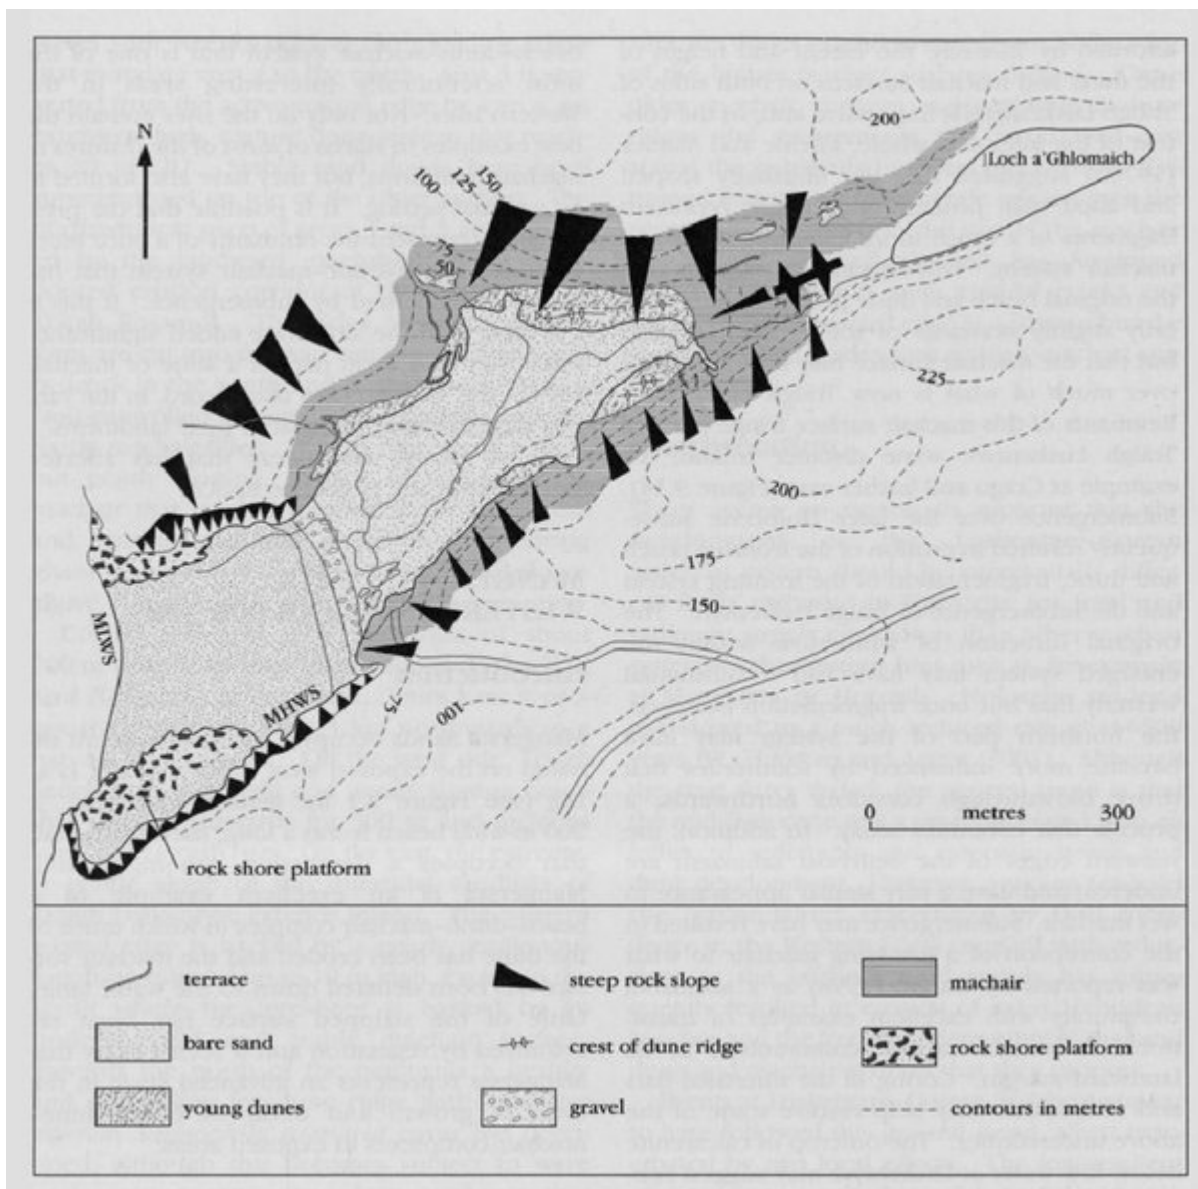 N
200
Loch a'Ghlomaich
100
125
150
75
50
225
200
175
150
MLWS
MHWS
75
100
0
300
metres
rock shore platform
terrace
steep rock slope
machair
bare sand
crest of dune ridge
rock shore platform
young dunes
gravel
contours in metres